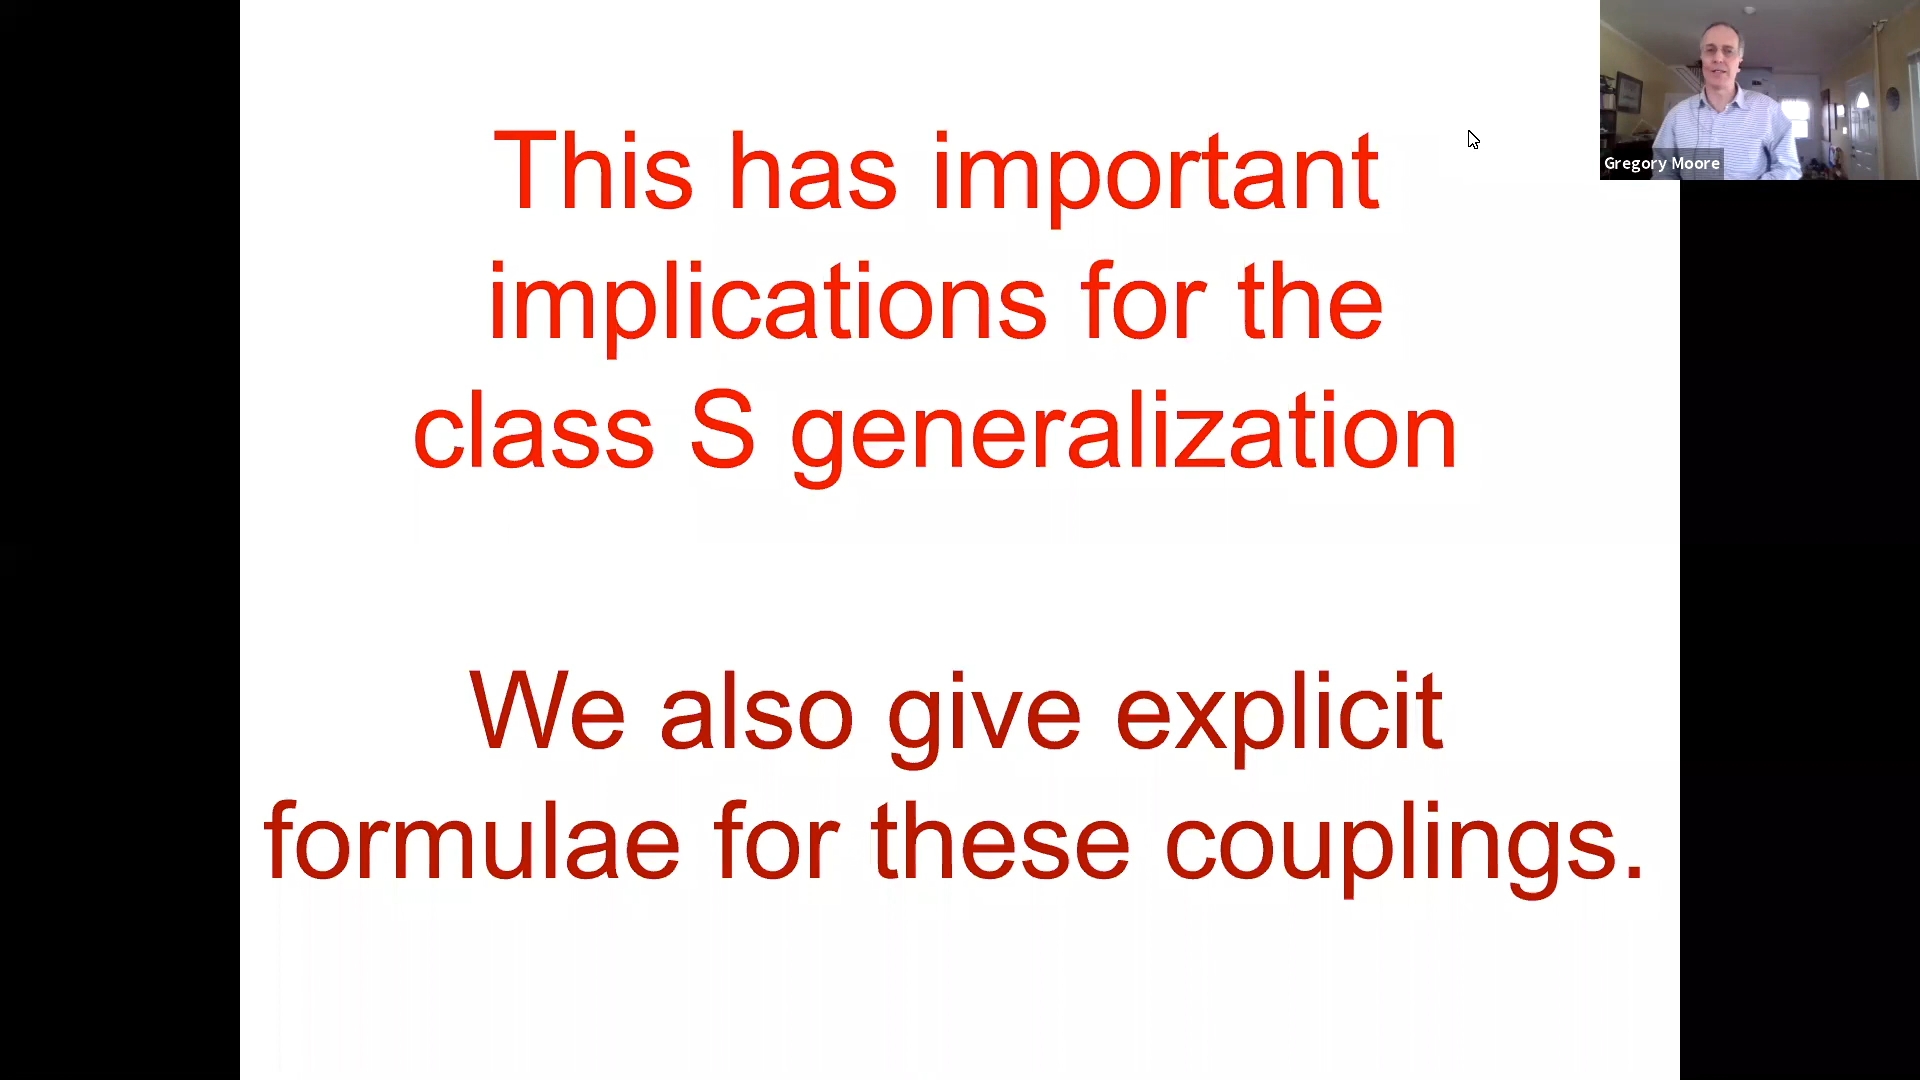 This has important
implications for the
class S generalization
We also give explicit
formulae for these couplings.
Gregory Moore